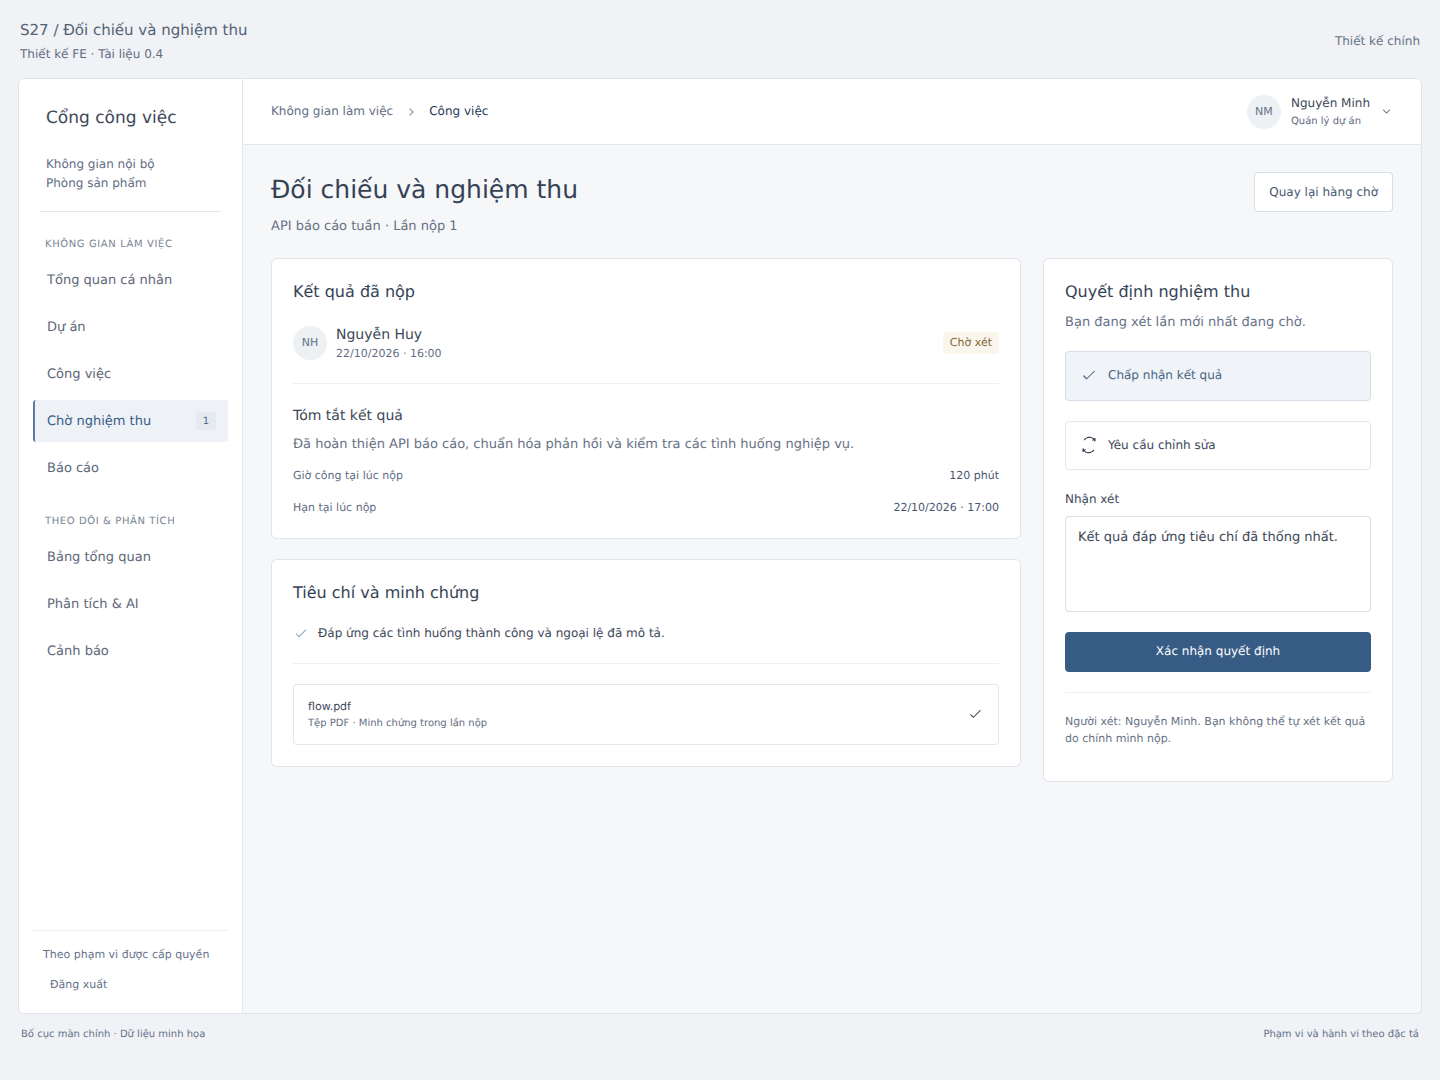 S27 / Đối chiếu và nghiệm thu
Thiết kế FE · Tài liệu 0.4
Thiết kế chính
Cổng công việc
Không gian nội bộ
Phòng sản phẩm
KHÔNG GIAN LÀM VIỆC
Tổng quan cá nhân
Dự án
Công việc
Chờ nghiệm thu
1
Báo cáo
THEO DÕI & PHÂN TÍCH
Bảng tổng quan
Phân tích & AI
Cảnh báo
Theo phạm vi được cấp quyền
Đăng xuất
Không gian làm việc
Công việc
NM
Nguyễn Minh
Quản lý dự án
Đối chiếu và nghiệm thu
API báo cáo tuần · Lần nộp 1
Quay lại hàng chờ
Kết quả đã nộp
NH
Nguyễn Huy
22/10/2026 · 16:00
Chờ xét
Tóm tắt kết quả
Đã hoàn thiện API báo cáo, chuẩn hóa phản hồi và kiểm tra các tình huống nghiệp vụ.
Giờ công tại lúc nộp
120 phút
Hạn tại lúc nộp
22/10/2026 · 17:00
Tiêu chí và minh chứng
Đáp ứng các tình huống thành công và ngoại lệ đã mô tả.
flow.pdf
Tệp PDF · Minh chứng trong lần nộp
Quyết định nghiệm thu
Bạn đang xét lần mới nhất đang chờ.
Chấp nhận kết quả
Yêu cầu chỉnh sửa
Nhận xét
Kết quả đáp ứng tiêu chí đã thống nhất.
Xác nhận quyết định
Người xét: Nguyễn Minh. Bạn không thể tự xét kết quả
do chính mình nộp.
Bố cục màn chính · Dữ liệu minh họa
Phạm vi và hành vi theo đặc tả